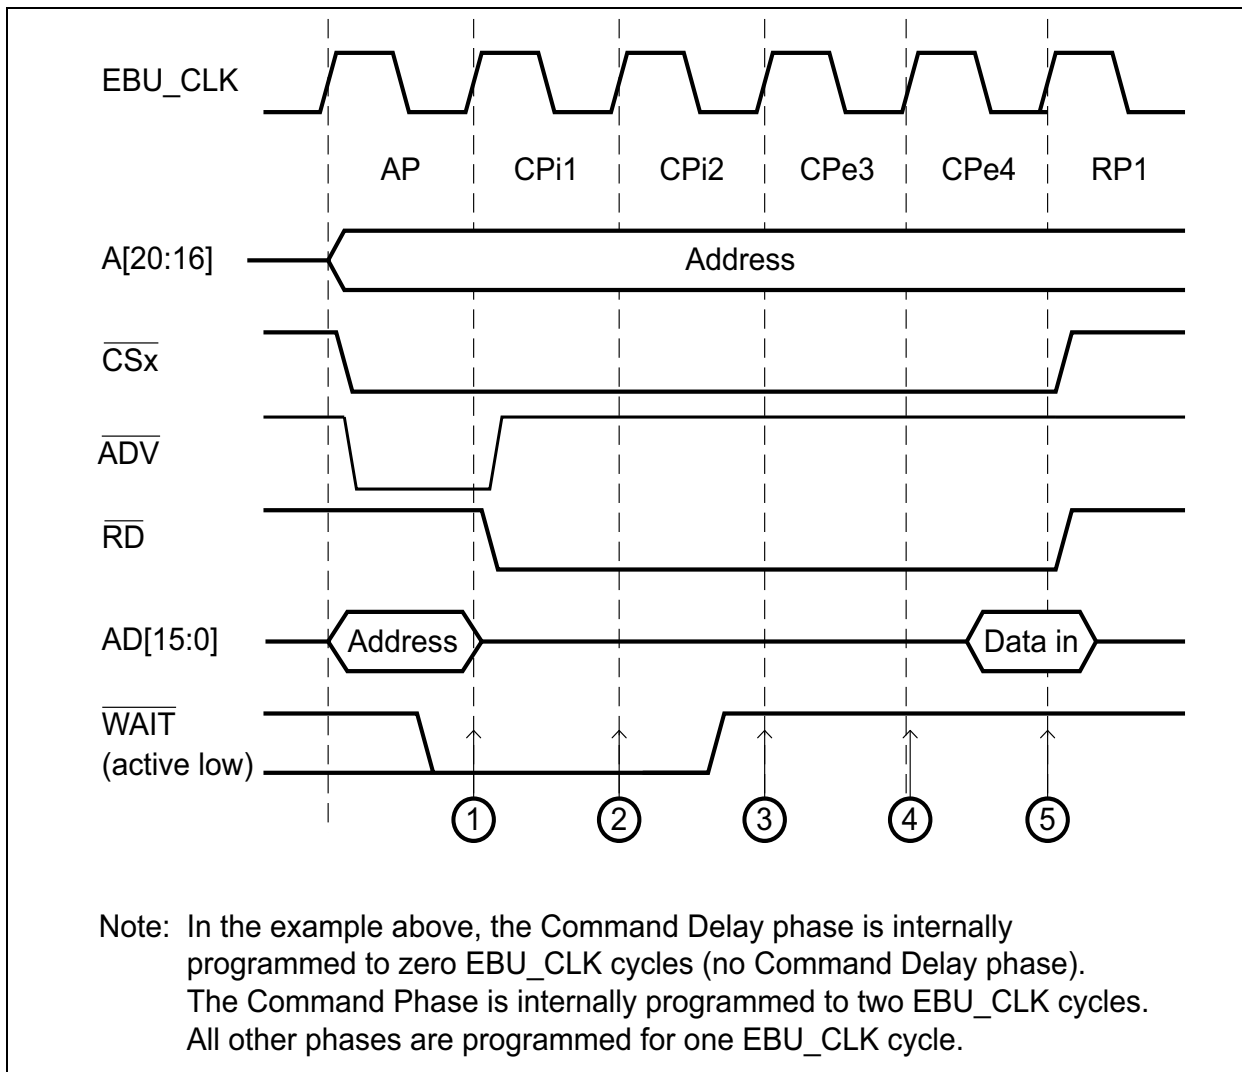 EBU_CLK
AP CPi1 CPi2 CPe3 CPe4 RP1
A[20:16] Address
CSx
ADV
RD
AD[15:0] Address Data in
WAIT
(active low)
1 2 3 4 5
Note: In the example above, the Command Delay phase is internally
programmed to zero EBU_CLK cycles (no Command Delay phase).
The Command Phase is internally programmed to two EBU_CLK cycles.
All other phases are programmed for one EBU_CLK cycle.